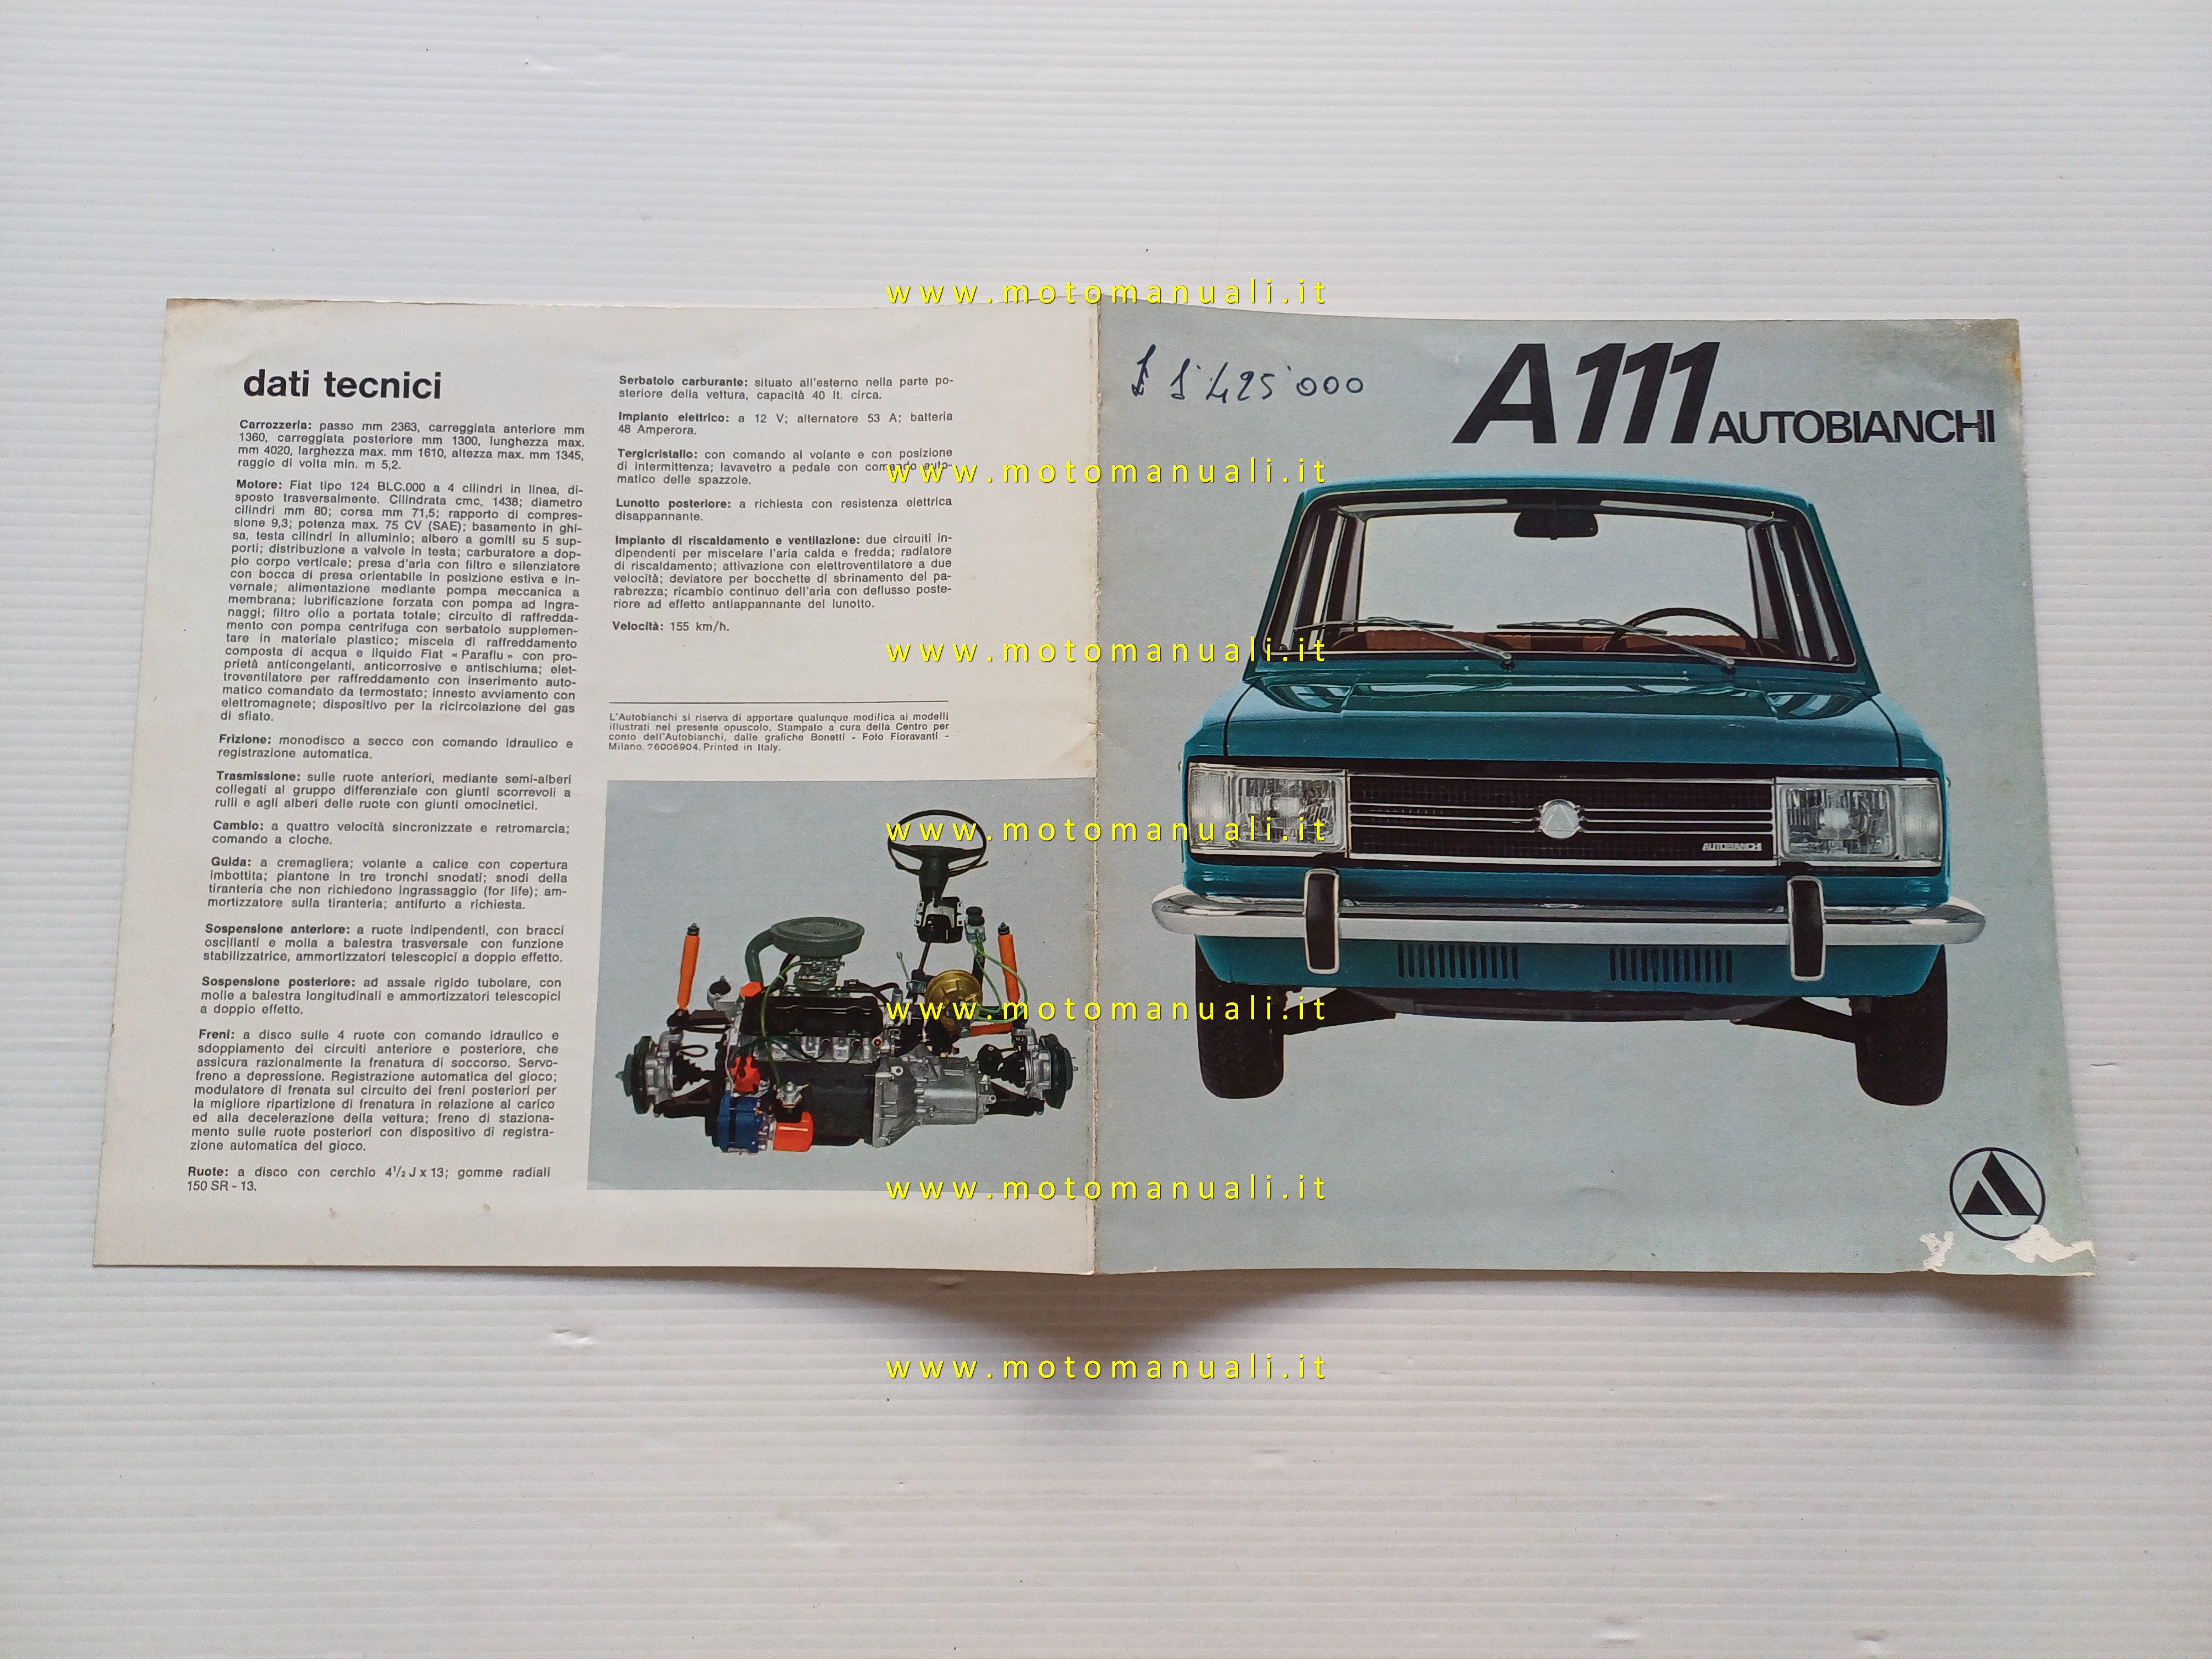 dati tecnici
Carrozzeria: passo mm 2363, carreggiata anteriore mm
1360, carreggiata posteriore mm 1300, lunghezza max.
mm 4020, larghezza max. mm 1610, altezza max. mm 1345,
raggio di volta min. m 5,2.
Motore: Fiat tipo 124 BLC.000 a 4 cilindri in linea, di-
sposto trasversalmente. Cilindrata cmc. 1438; diametro
cilindri mm 80; corsa mm 71,5; rapporto di compres-
sione 9,3; potenza max. 75 CV (SAE); basamento in ghi-
sa, testa cilindri in alluminio; albero a gomiti su 5 sup-
porti; distribuzione a valvole in testa; carburatore a dop-
pio corpo verticale; presa d'aria con filtro e silenziatore
con bocca di presa orientabile in posizione estiva e in-
vernale; alimentazione mediante pompa meccanica a
membrana; lubrificazione forzata con pompa ad ingra-
naggi; filtro olio a portata totale; circuito di raffredda-
mento con pompa centrifuga con serbatoio supplemen-
tare in materiale plastico; miscela di raffreddamento
composta di acqua e liquido Fiat « Paraflu » con pro-
prietà anticongelanti, anticorrosive e antischiuma; elet-
troventilatore per raffreddamento con inserimento auto-
matico comandato da termostato; innesto avviamento con
elettromagnete; dispositivo per la ricircolazione dei gas
di sfiato.
Frizione: monodisco a secco con comando idraulico e
registrazione automatica.
Trasmissione: sulle ruote anteriori, mediante semi-alberi
collegati al gruppo differenziale con giunti scorrevoli a
rulli e agli alberi delle ruote con giunti omocinetici.
Cambio: a quattro velocità sincronizzate e retromarcia;
comando a cloche.
Guida: a cremagliera; volante a calice con copertura
imbottita; piantone in tre tronchi snodati; snodi della
tiranteria che non richiedono ingrassaggio (for life); am-
mortizzatore sulla tiranteria; antifurto a richiesta.
Sospensione anteriore: a ruote indipendenti, con bracci
oscillanti e molla a balestra trasversale con funzione
stabilizzatrice, ammortizzatori telescopici a doppio effetto.
Sospensione posteriore: ad assale rigido tubolare, con
molle a balestra longitudinali e ammortizzatori telescopici
a doppio effetto.
Freni: a disco sulle 4 ruote con comando idraulico e
sdoppiamento dei circuiti anteriore e posteriore, che
assicura razionalmente la frenatura di soccorso. Servo-
freno a depressione. Registrazione automatica del gioco;
modulatore di frenata sul circuito dei freni posteriori per
la migliore ripartizione di frenatura in relazione al carico
ed alla decelerazione della vettura; freno di staziona-
mento sulle ruote posteriori con dispositivo di registra-
zione automatica del gioco.
Ruote: a disco con cerchio 4 1/2 J x 13; gomme radiali
150 SR - 13.
Serbatoio carburante: situato all'esterno nella parte po-
steriore della vettura, capacità 40 lt. circa.
Impianto elettrico: a 12 V; alternatore 53 A; batteria
48 Amperora.
Tergicristallo: con comando al volante e con posizione
di intermittenza; lavavetro a pedale con comando auto-
matico delle spazzole.
Lunotto posteriore: a richiesta con resistenza elettrica
disappannante.
Impianto di riscaldamento e ventilazione: due circuiti in-
dipendenti per miscelare l'aria calda e fredda; radiatore
di riscaldamento; attivazione con elettroventilatore a due
velocità; deviatore per bocchette di sbrinamento del pa-
rabrezza; ricambio continuo dell'aria con deflusso poste-
riore ad effetto antiappannante del lunotto.
Velocità: 155 km/h.
L'Autobianchi si riserva di apportare qualunque modifica ai modelli
illustrati nel presente opuscolo. Stampato a cura della Centro per
conto dell'Autobianchi, dalle grafiche Bonetti - Foto Fioravanti -
Milano. 76006904. Printed in Italy.
£ 1'425'000
A 111 AUTOBIANCHI
AUTOBIANCHI
www.motomanuali.it
www.motomanuali.it
www.motomanuali.it
www.motomanuali.it
www.motomanuali.it
www.motomanuali.it
www.motomanuali.it